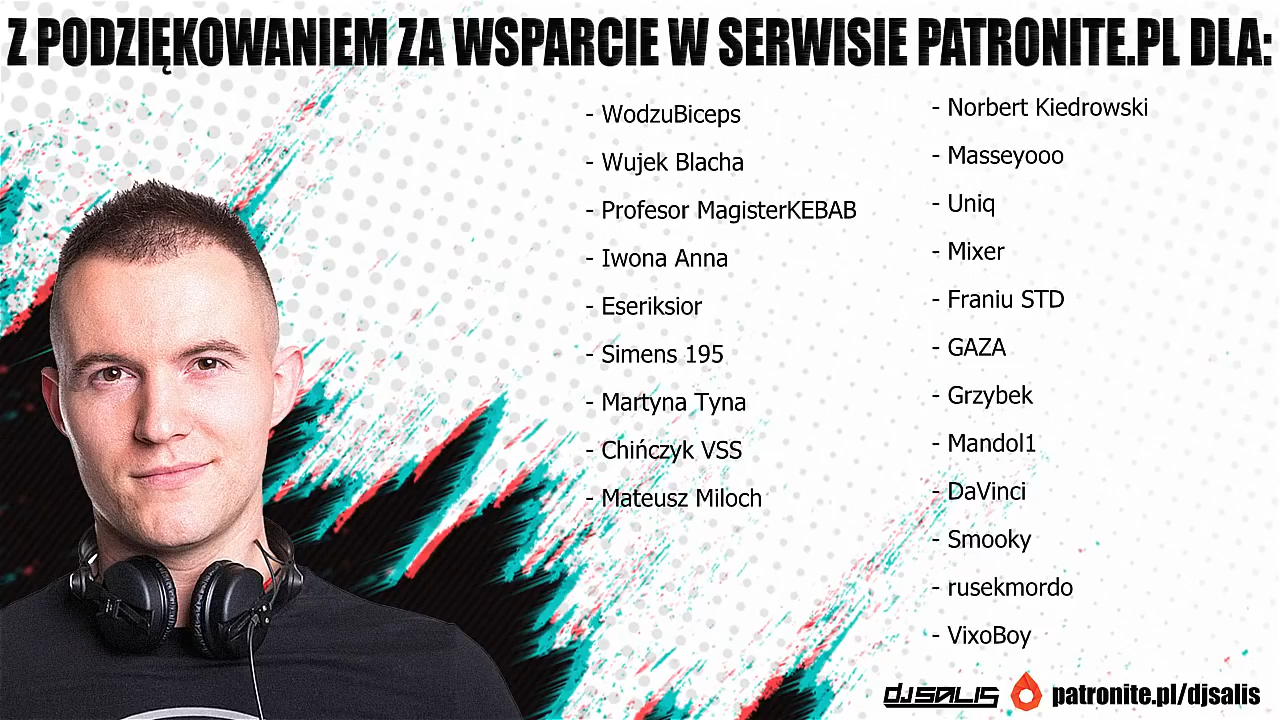 Z PODZIĘKOWANIEM ZA WSPARCIE W SERWISIE PATRONITE.PL DLA:
- WodzuBiceps
- Wujek Blacha
- Profesor MagisterKEBAB
- Iwona Anna
- Eseriksior
- Simens 195
- Martyna Tyna
- Chińczyk VSS
- Mateusz Miloch
- Norbert Kiedrowski
- Masseyooo
- Uniq
- Mixer
- Franiu STD
- GAZA
- Grzybek
- Mandol1
- DaVinci
- Smooky
- rusekmordo
- VixoBoy
DJ SALIS patronite.pl/djsalis